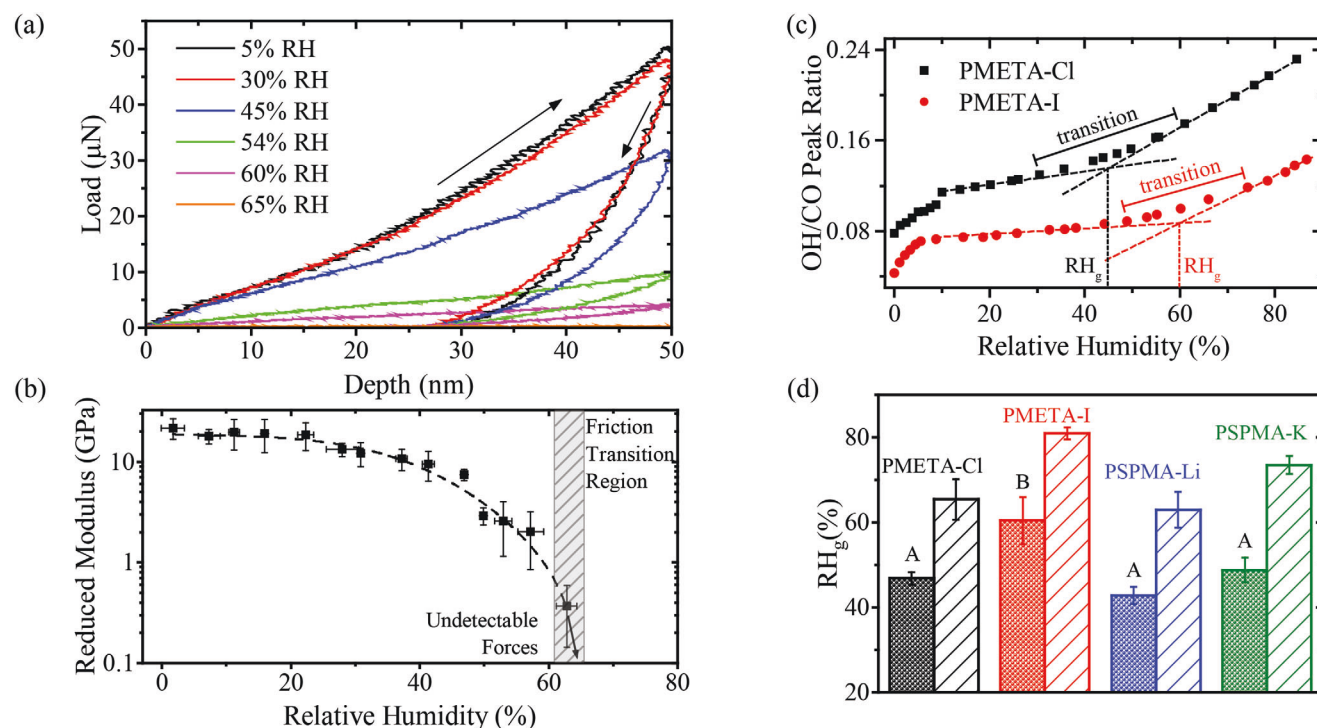 (a)
50
40
30
20
10
0
Load (µN)
5% RH
30% RH
45% RH
54% RH
60% RH
65% RH
0 10 20 30 40 50
Depth (nm)
(b)
10
1
0.1
Reduced Modulus (GPa)
Friction
Transition
Region
Undetectable
Forces
0 20 40 60 80
Relative Humidity (%)
(c)
0.24
0.16
0.08
OH/CO Peak Ratio
PMETA-Cl
PMETA-I
transition
transition
RHg
RHg
0 20 40 60 80
Relative Humidity (%)
(d)
80
60
40
20
RHg(%)
PMETA-Cl
PMETA-I
PSPMA-Li
PSPMA-K
A
B
A
A